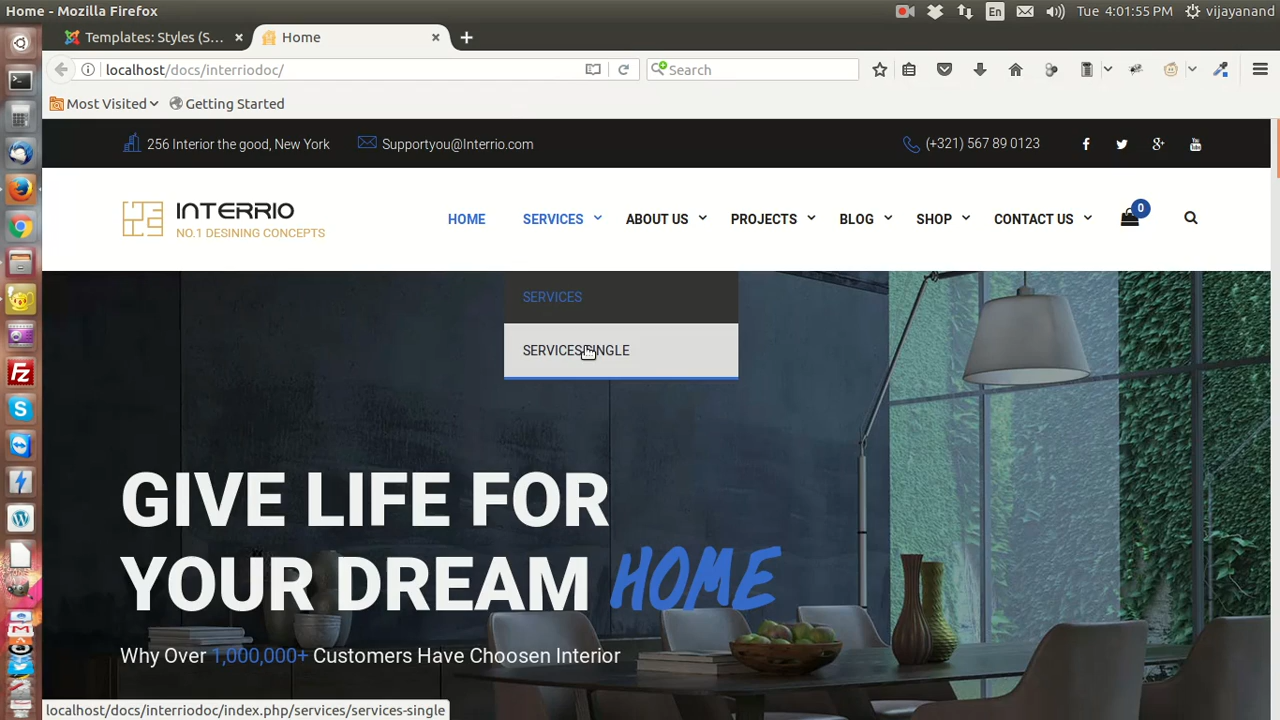 Home - Mozilla Firefox
En
Tue 4:01:55 PM
vijayanand
Templates: Styles (S...
Home
localhost/docs/interriodoc/
Search
Most Visited
Getting Started
256 Interior the good, New York
Supportyou@Interrio.com
(+321) 567 89 0123
INTERRIO
NO.1 DESINING CONCEPTS
HOME
SERVICES
ABOUT US
PROJECTS
BLOG
SHOP
CONTACT US
0
SERVICES
SERVICES SINGLE
GIVE LIFE FOR
YOUR DREAM HOME
Why Over 1,000,000+ Customers Have Choosen Interior
localhost/docs/interriodoc/index.php/services/services-single